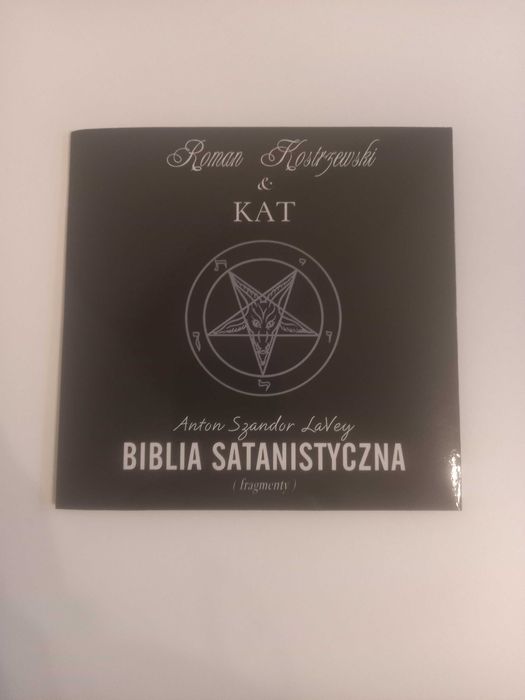 Roman Kostrzewski
&
KAT
ת
י
ן
ו
ל
Anton Szandor LaVey
BIBLIA SATANISTYCZNA
( fragmenty )